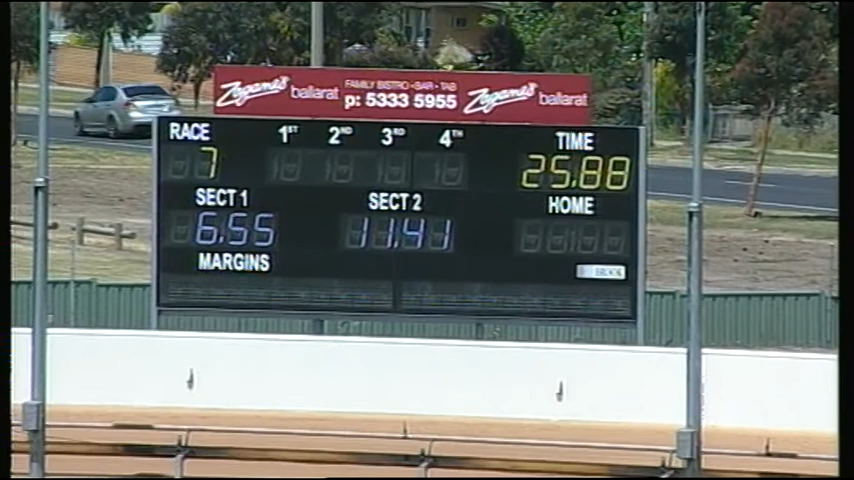 Zagame's ballarat FAMILY BISTRO • BAR • TAB Zagame's ballarat
p: 5333 5955
RACE 1ST 2ND 3RD 4TH TIME
7 25.88
SECT 1 SECT 2 HOME
6.55 11.41
MARGINS